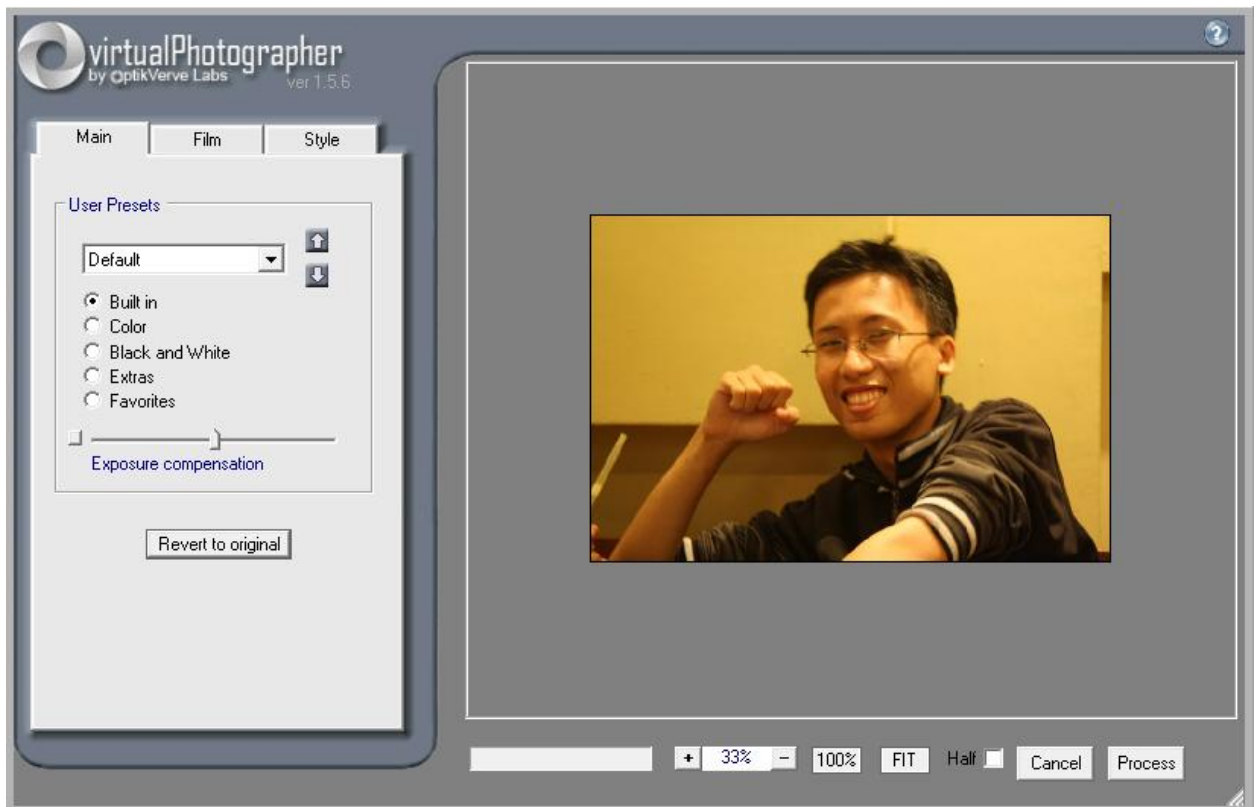 virtualPhotographer
by OptikVerve Labs
ver 1.5.6
Main Film Style
User Presets
Default
Built in
Color
Black and White
Extras
Favorites
Exposure compensation
Revert to original
+ 33% - 100% FIT Half Cancel Process
?